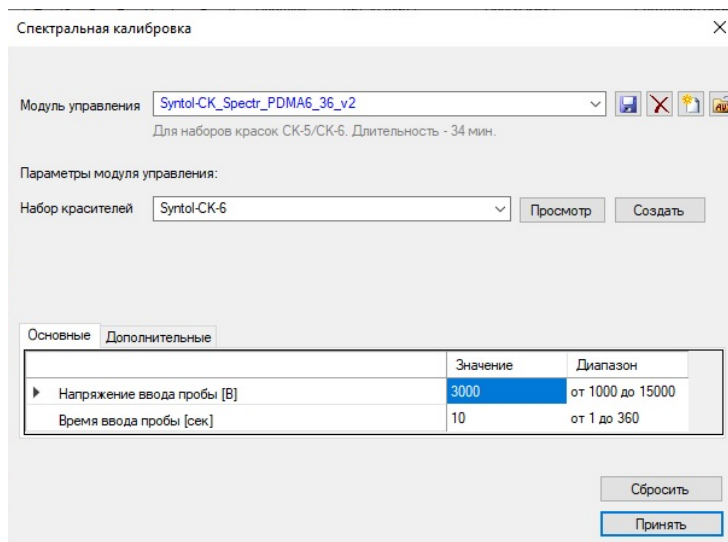 Спектральная калибровка
Модуль управления Syntol-CK_Spectr_PDMA6_36_v2
Для наборов красок СК-5/СК-6. Длительность - 34 мин.
Параметры модуля управления:
Набор красителей Syntol-CK-6 Просмотр Создать
Основные Дополнительные
Значение Диапазон
Напряжение ввода пробы [В] 3000 от 1000 до 15000
Время ввода пробы [сек] 10 от 1 до 360
Сбросить
Принять